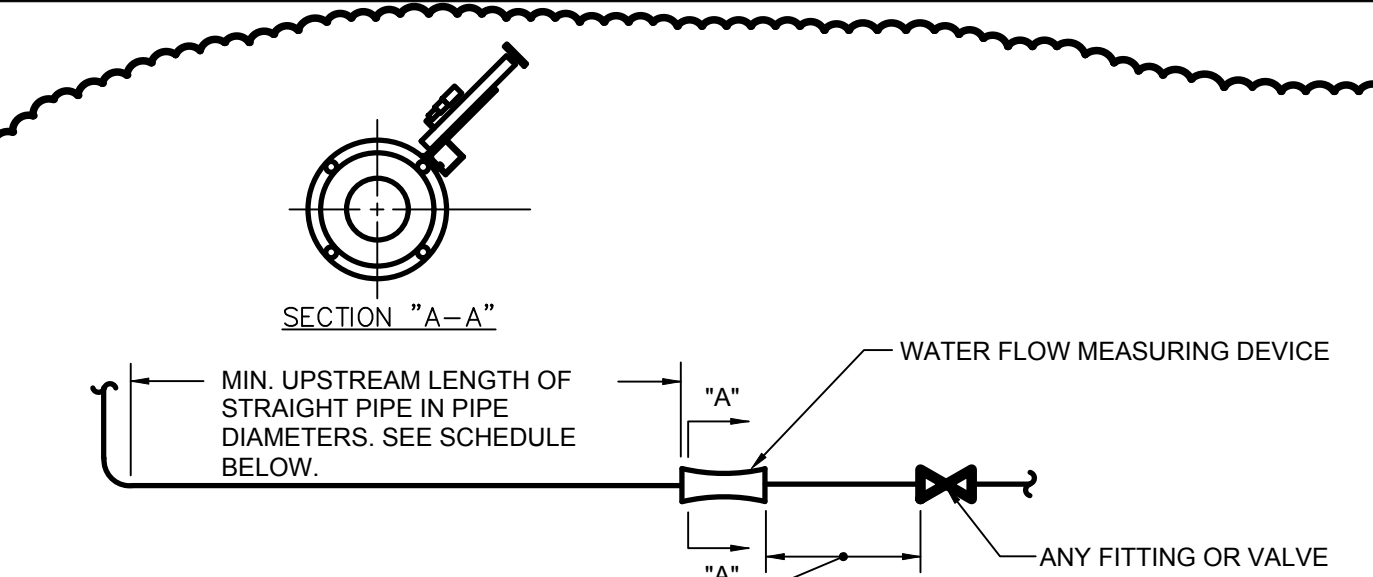 SECTION "A-A"
WATER FLOW MEASURING DEVICE
MIN. UPSTREAM LENGTH OF
STRAIGHT PIPE IN PIPE
DIAMETERS. SEE SCHEDULE
BELOW.
"A"
"A"
ANY FITTING OR VALVE